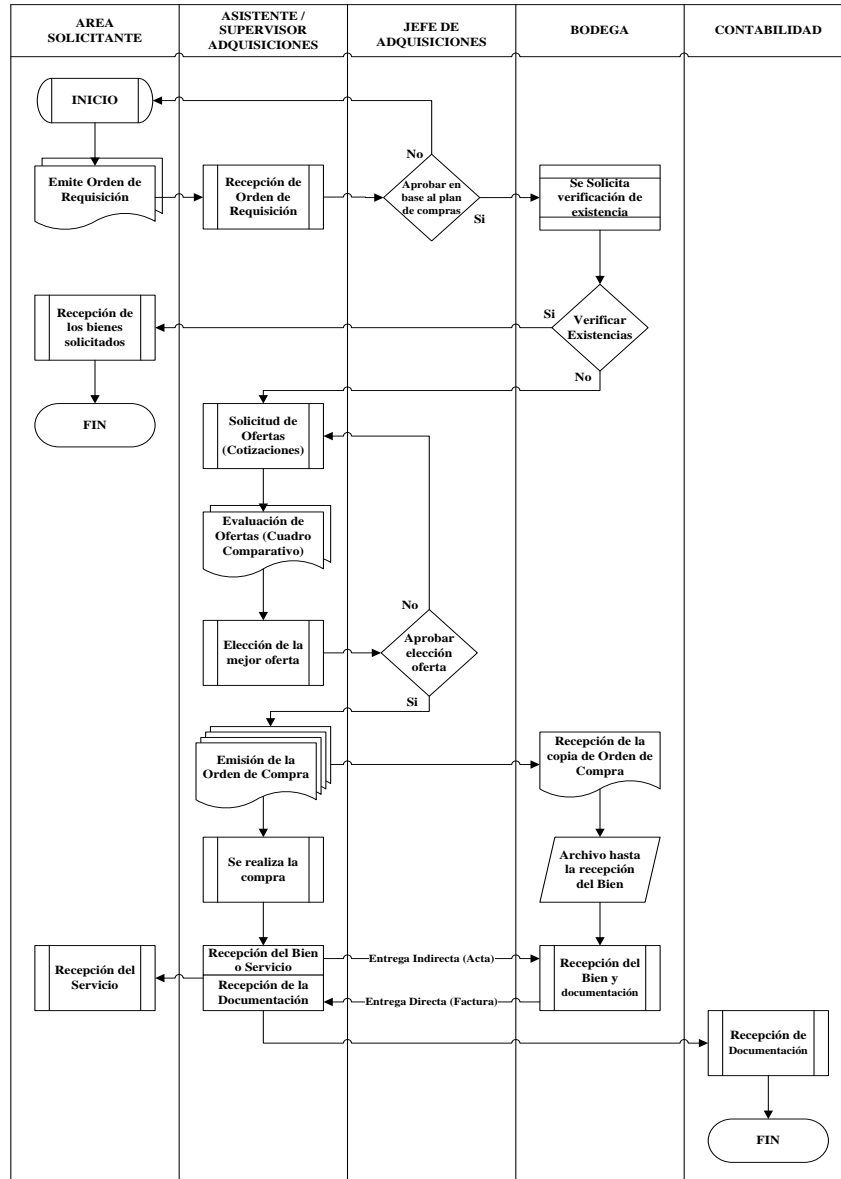 AREA
SOLICITANTE
ASISTENTE /
SUPERVISOR
ADQUISICIONES
JEFE DE
ADQUISICIONES
BODEGA
CONTABILIDAD
INICIO
No
Emite Orden de
Requisición
Recepción de
Orden de
Requisición
Aprobar en
base al plan
de compras
Si
Se Solicita
verificación de
existencia
Recepción de
los bienes
solicitados
Si
Verificar
Existencias
No
FIN
Solicitud de
Ofertas
(Cotizaciones)
Evaluación de
Ofertas (Cuadro
Comparativo)
No
Elección de la
mejor oferta
Aprobar
elección
oferta
Si
Emisión de la
Orden de Compra
Recepción de la
copia de Orden de
Compra
Se realiza la
compra
Archivo hasta
la recepción
del Bien
Recepción del
Servicio
Recepción del Bien
o Servicio
Recepción de la
Documentación
Entrega Indirecta (Acta)
Entrega Directa (Factura)
Recepción del
Bien y
documentación
Recepción de
Documentación
FIN